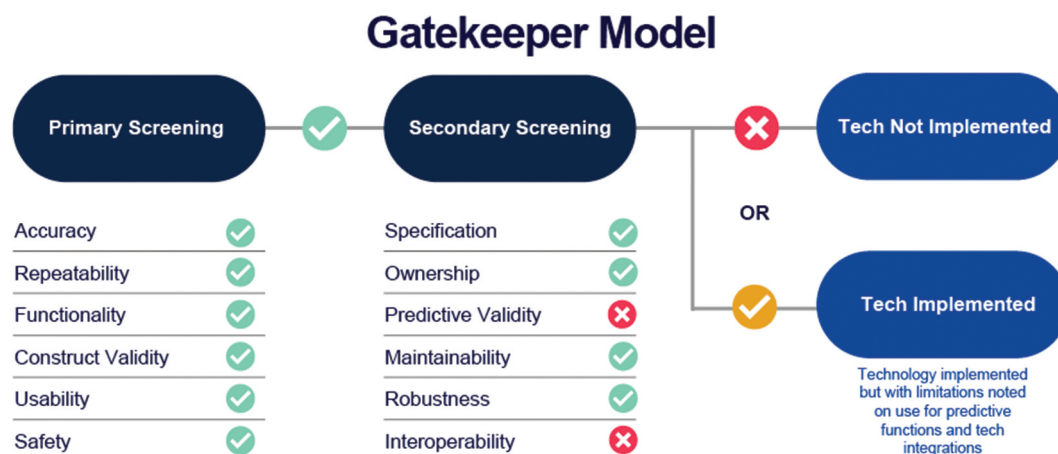 Gatekeeper Model
Primary Screening
Secondary Screening
Tech Not Implemented
Accuracy
Repeatability
Functionality
Construct Validity
Usability
Safety
Specification
Ownership
Predictive Validity
Maintainability
Robustness
Interoperability
OR
Tech Implemented
Technology implemented
but with limitations noted
on use for predictive
functions and tech
integrations